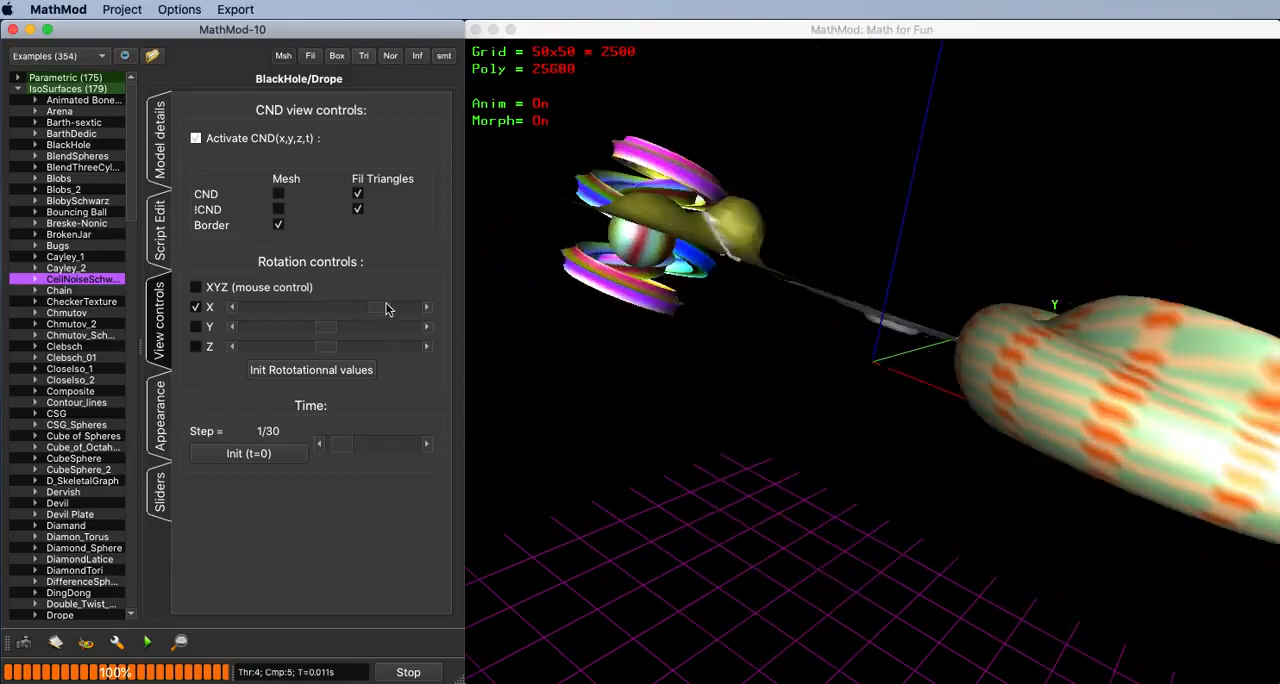 MathMod Project Options Export
MathMod-10
MathMod: Math for Fun
Examples (354)
Msh Fil Box Tri Nor Inf smt
BlackHole/Drope
Parametric (175)
IsoSurfaces (179)
Animated Bone...
Arena
Barth-sextic
BarthDedic
BlackHole
BlendSpheres
BlendThreeCyl...
Blobs
Blobs_2
BlobySchwarz
Bouncing Ball
Breske-Nonic
BrokenJar
Bugs
Cayley_1
Cayley_2
CellNoiseSchw...
Chain
CheckerTexture
Chmutov
Chmutov_2
Chmutov_Sch...
Clebsch
Clebsch_01
CloseIso_1
CloseIso_2
Composite
Contour_lines
CSG
CSG_Spheres
Cube of Spheres
Cube_of_Octah...
CubeSphere
CubeSphere_2
D_SkeletalGraph
Dervish
Devil
Devil Plate
Diamand
Diamon_Torus
Diamond_Sphere
DiamondLatice
DiamondTori
DifferenceSph...
DingDong
Double_Twist_...
Drope
Model details
Script Edit
View controls
Appearance
Sliders
CND view controls:
Activate CND(x,y,z,t) :
Mesh Fil Triangles
CND
!CND
Border
Rotation controls :
XYZ (mouse control)
X
Y
Z
Init Rototationnal values
Time:
Step = 1/30
Init (t=0)
100%
Thr:4; Cmp:5; T=0.011s
Stop
Grid = 50x50 = 2500
Poly = 25680
Anim = On
Morph= On
Y